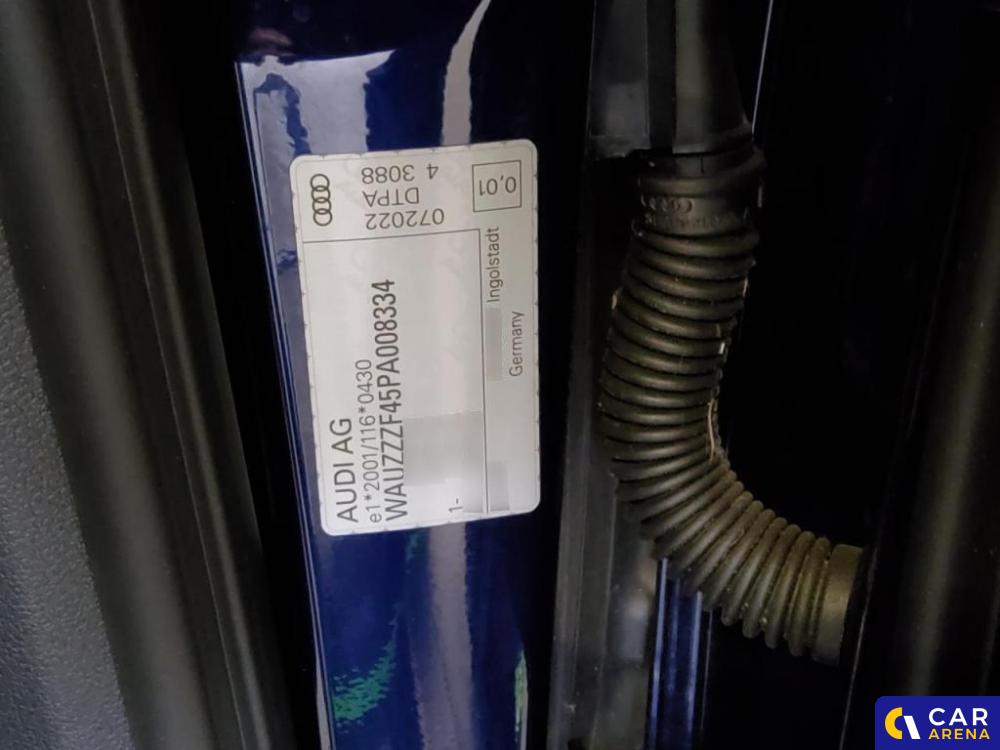 AUDI AG
e1*2001/116*0430
WAUZZZF45PA008334
1-
Ingolstadt
Germany
072022
DTPA
4 3088
0,01
CAR
ARENA